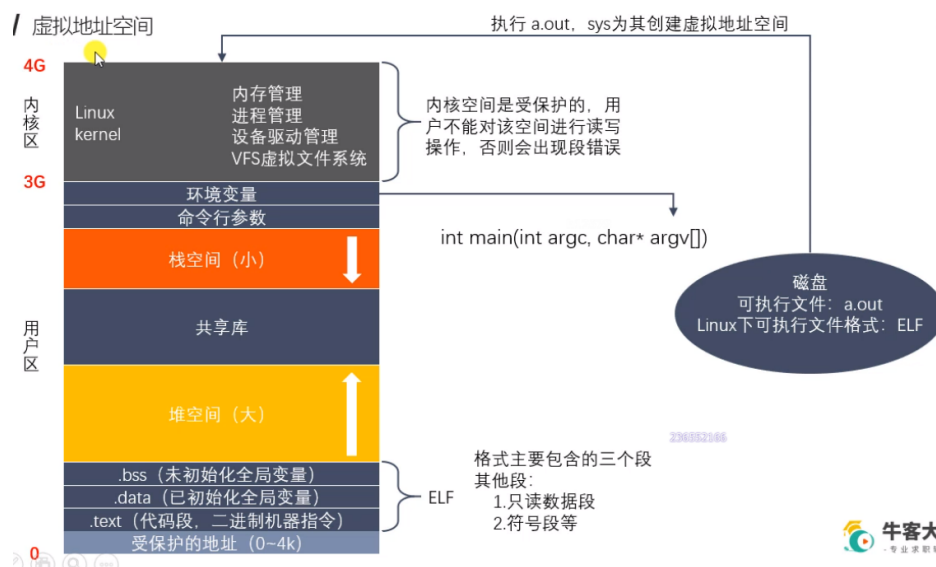 虚拟地址空间
执行 a.out，sys为其创建虚拟地址空间
4G
内核区
Linux
kernel
内存管理
进程管理
设备驱动管理
VFS虚拟文件系统
内核空间是受保护的，用
户不能对该空间进行读写
操作，否则会出现段错误
3G
环境变量
命令行参数
int main(int argc, char* argv[])
栈空间（小）
共享库
用户区
堆空间（大）
磁盘
可执行文件：a.out
Linux下可执行文件格式：ELF
236552166
.bss（未初始化全局变量）
.data（已初始化全局变量）
.text（代码段，二进制机器指令）
受保护的地址（0~4k）
0
ELF
格式主要包含的三个段
其他段：
1.只读数据段
2.符号段等
牛客大
-专业求职